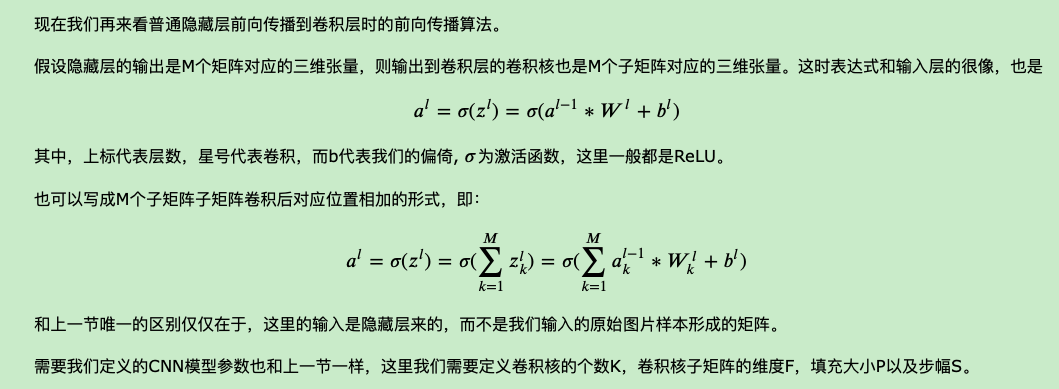 现在我们再来看普通隐藏层前向传播到卷积层时的前向传播算法。
假设隐藏层的输出是M个矩阵对应的三维张量，则输出到卷积层的卷积核也是M个子矩阵对应的三维张量。这时表达式和输入层的很像，也是
$a^l = \sigma(z^l) = \sigma(a^{l-1} * W^l + b^l)$
其中，上标代表层数，星号代表卷积，而b代表我们的偏倚, σ为激活函数，这里一般都是ReLU。
也可以写成M个子矩阵子矩阵卷积后对应位置相加的形式，即：
$a^l = \sigma(z^l) = \sigma(\sum_{k=1}^{M} z_k^l) = \sigma(\sum_{k=1}^{M} a_k^{l-1} * W_k^l + b^l)$
和上一节唯一的区别仅仅在于，这里的输入是隐藏层来的，而不是我们输入的原始图片样本形成的矩阵。
需要我们定义的CNN模型参数也和上一节一样，这里我们需要定义卷积核的个数K，卷积核子矩阵的维度F，填充大小P以及步幅S。